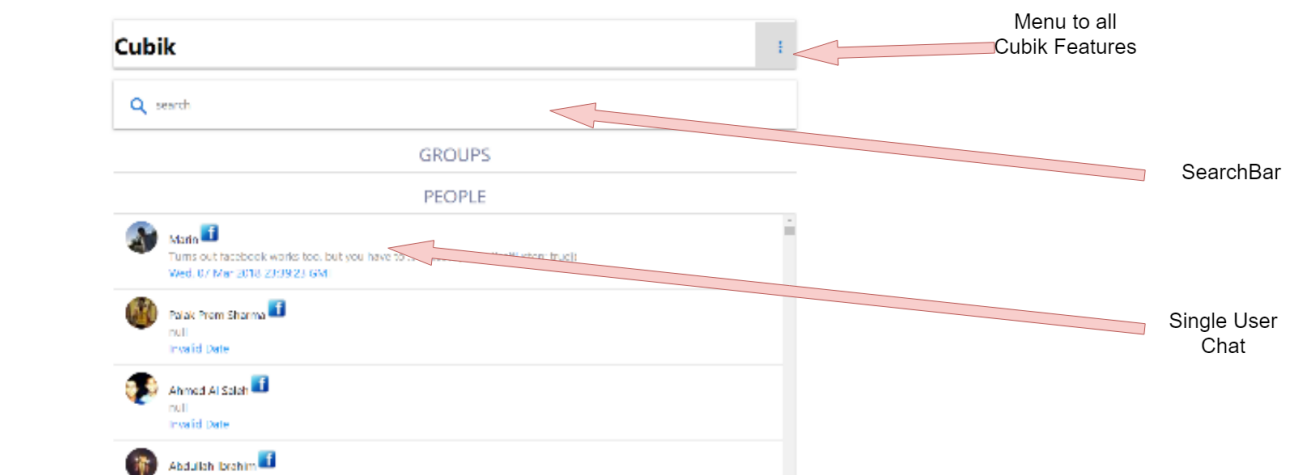 Cubik
Menu to all
Cubik Features
search
SearchBar
GROUPS
PEOPLE
Marin
Turns out facebook works too, but you have to
Wed, 07 Mar 2018 23:39:23 GM
Palak Prem Sharma
null
Invalid Date
Single User
Chat
Ahmed Al Saleh
null
Invalid Date
Abdullah Ibrahim